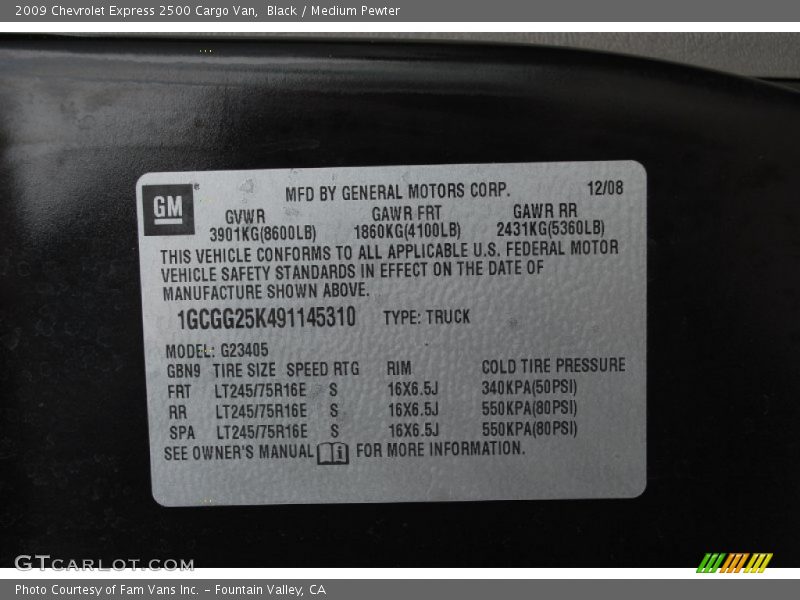 2009 Chevrolet Express 2500 Cargo Van, Black / Medium Pewter
GM
MFD BY GENERAL MOTORS CORP. 12/08
GVWR GAWR FRT GAWR RR
3901KG(8600LB) 1860KG(4100LB) 2431KG(5360LB)
THIS VEHICLE CONFORMS TO ALL APPLICABLE U.S. FEDERAL MOTOR
VEHICLE SAFETY STANDARDS IN EFFECT ON THE DATE OF
MANUFACTURE SHOWN ABOVE.
1GCGG25K491145310 TYPE: TRUCK
MODEL: G23405
GBN9 TIRE SIZE SPEED RTG RIM COLD TIRE PRESSURE
FRT LT245/75R16E S 16X6.5J 340KPA(50PSI)
RR LT245/75R16E S 16X6.5J 550KPA(80PSI)
SPA LT245/75R16E S 16X6.5J 550KPA(80PSI)
SEE OWNER'S MANUAL i FOR MORE INFORMATION.
GTCARLOT.COM
Photo Courtesy of Fam Vans Inc. - Fountain Valley, CA